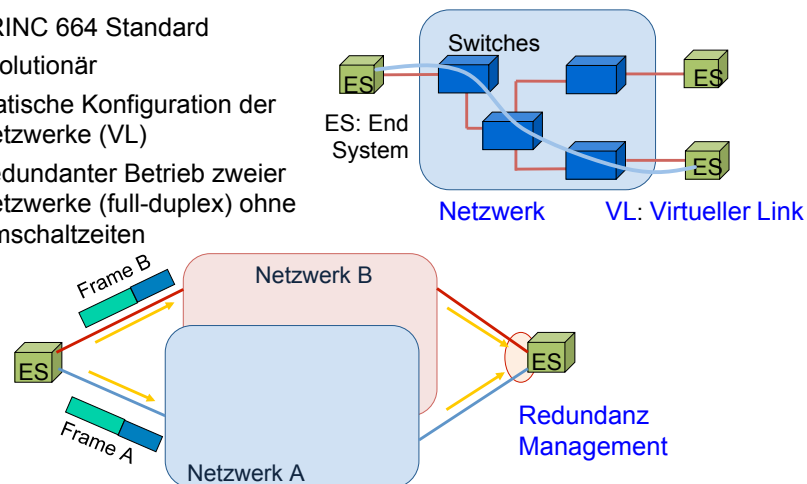 RINC 664 Standard
olutionär
atische Konfiguration der
etzwerke (VL)
edundanter Betrieb zweier
etzwerke (full-duplex) ohne
mschaltzeiten
Switches
ES
ES
ES
ES: End
System
Netzwerk
VL: Virtueller Link
Frame B
Netzwerk B
ES
ES
Frame A
Netzwerk A
Redundanz
Management